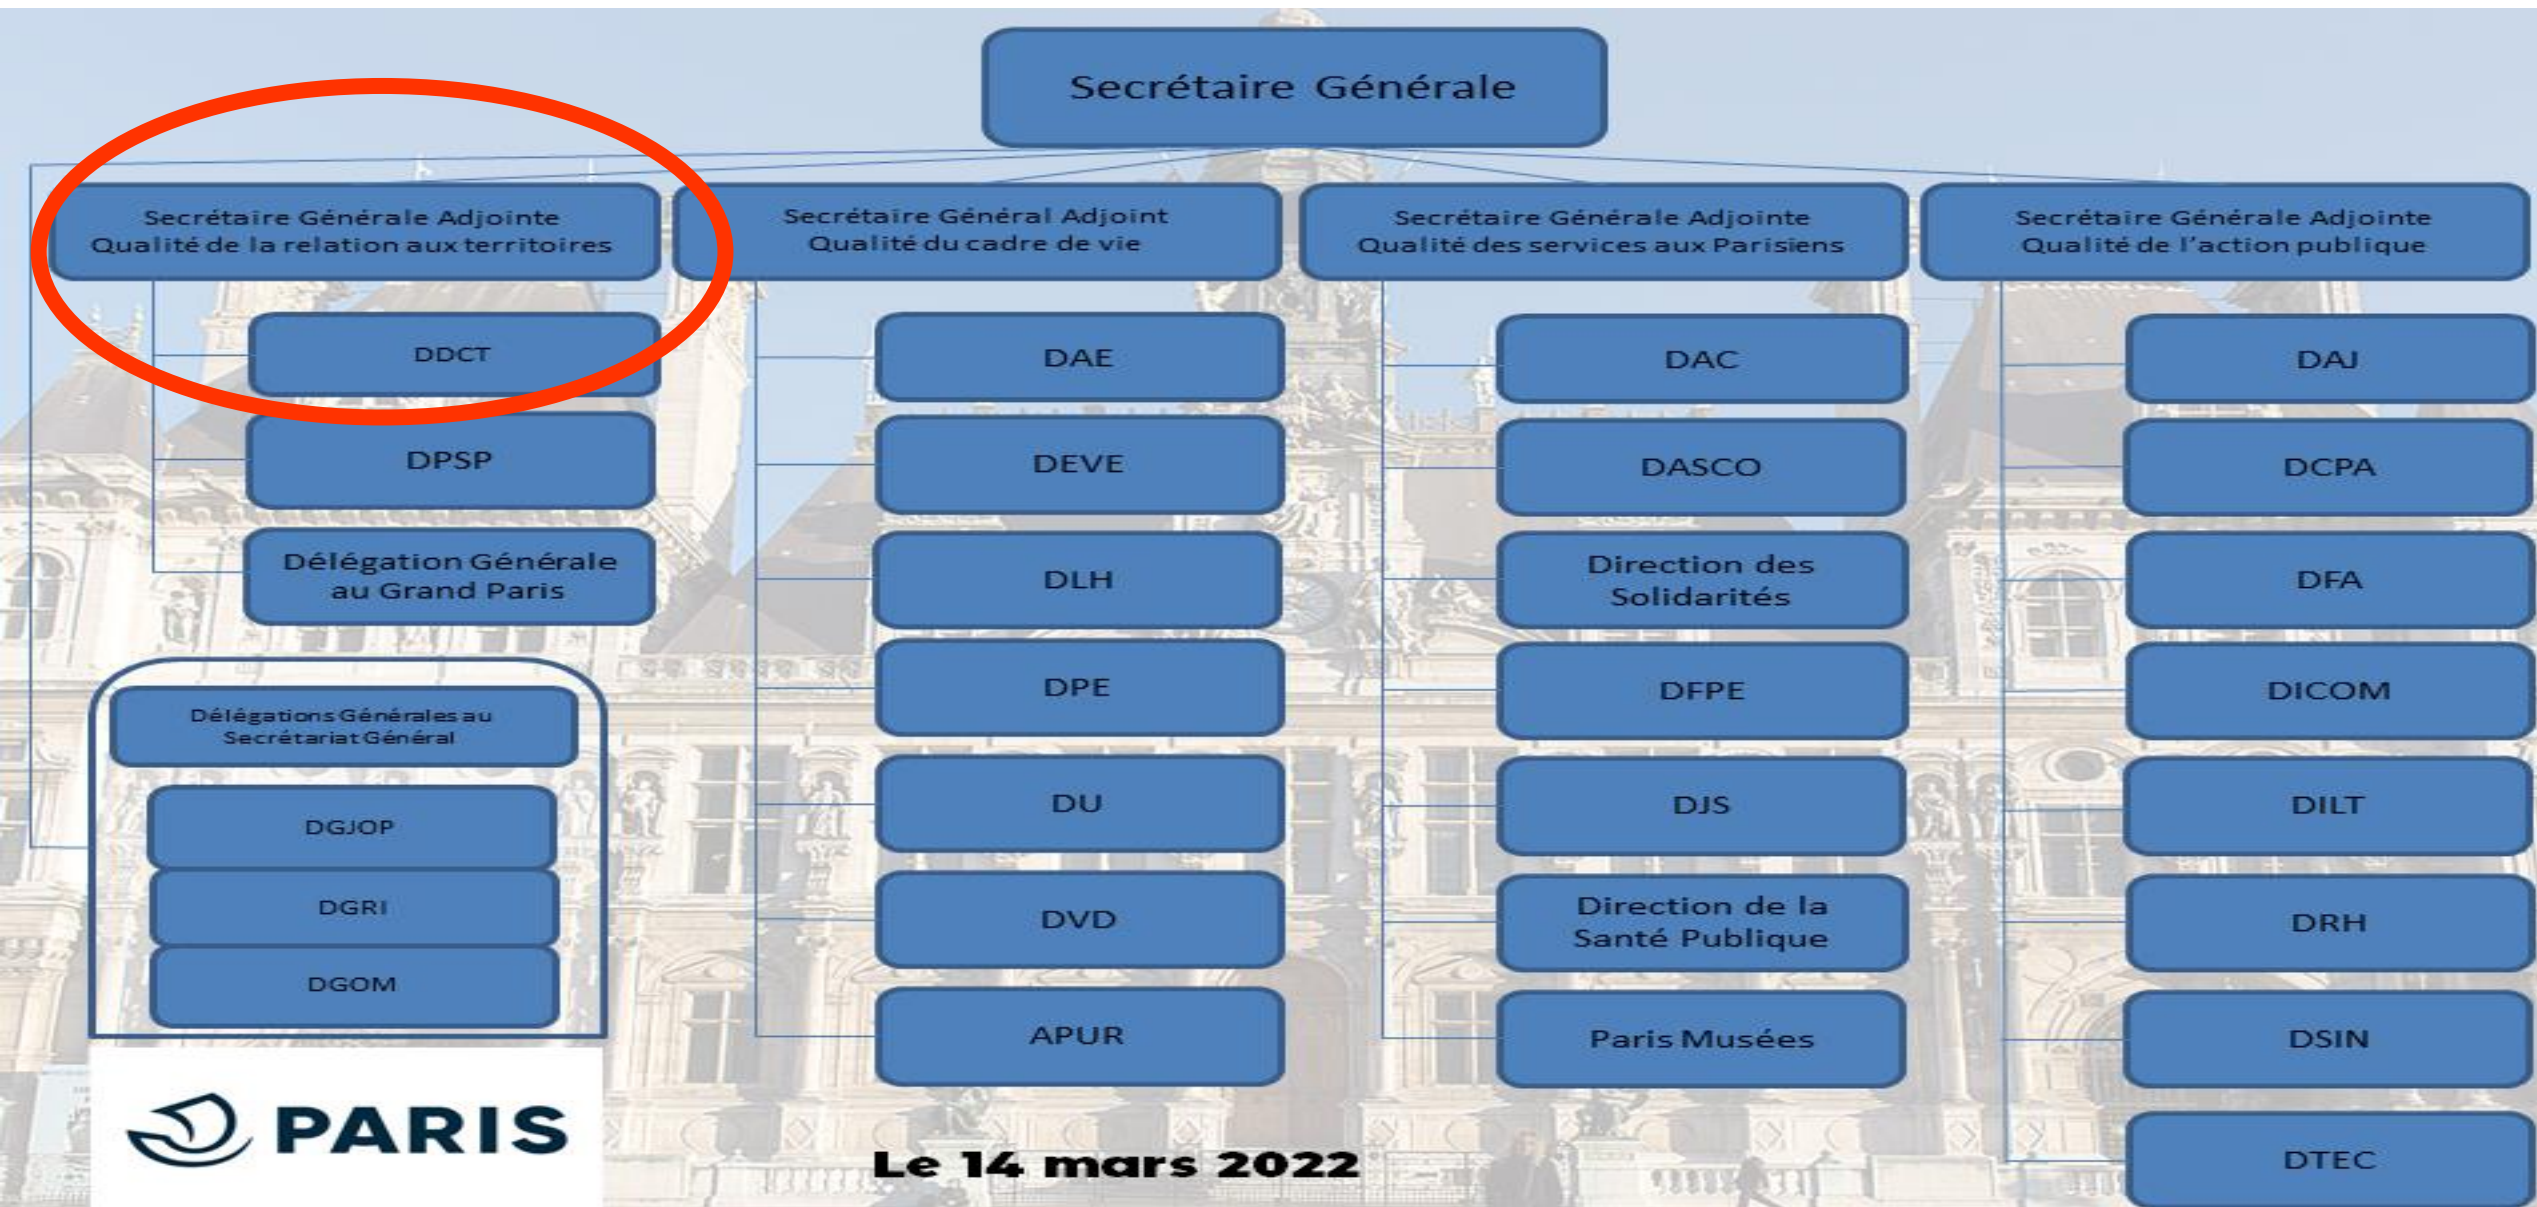 Secrétaire Générale
Secrétaire Générale Adjointe
Qualité de la relation aux territoires
DDCT
DPSP
Délégation Générale
au Grand Paris
Délégations Générales au
Secrétariat Général
DGJOP
DGRI
DGOM
Secrétaire Général Adjoint
Qualité du cadre de vie
DAE
DEVE
DLH
DPE
DU
DVD
APUR
Secrétaire Générale Adjointe
Qualité des services aux Parisiens
DAC
DASCO
Direction des
Solidarités
DFPE
DJS
Direction de la
Santé Publique
Paris Musées
Secrétaire Générale Adjointe
Qualité de l'action publique
DAJ
DCPA
DFA
DICOM
DILT
DRH
DSIN
DTEC
PARIS
Le 14 mars 2022